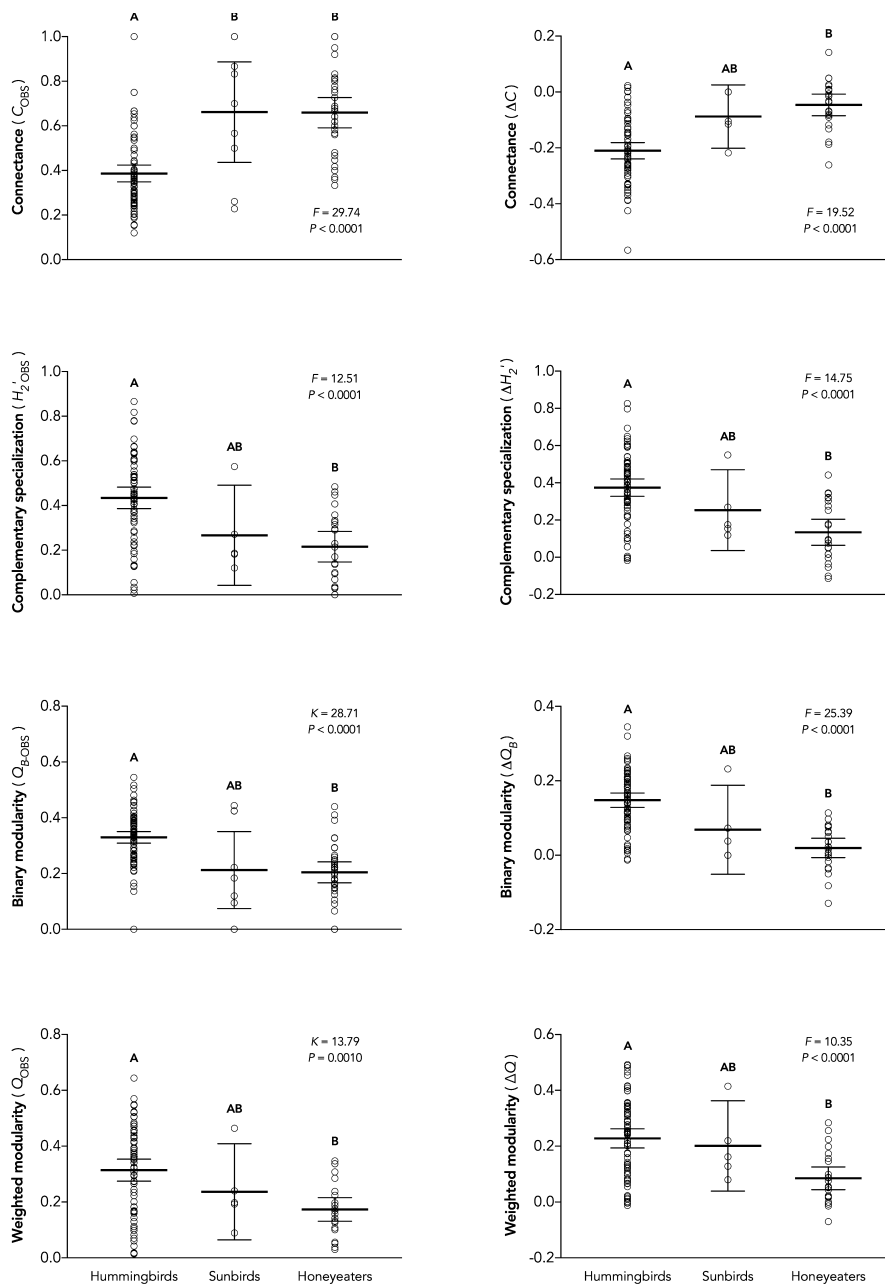 A B B
Connectance ( C_OBS)
1.0
0.8
0.6
0.4
0.2
0.0
F = 29.74
P < 0.0001
A AB B
Connectance ( ΔC )
0.2
0.0
-0.2
-0.4
-0.6
F = 19.52
P < 0.0001
Complementary specialization ( H2'OBS )
1.0
0.8
0.6
0.4
0.2
0.0
A AB B
F = 12.51
P < 0.0001
Complementary specialization ( ΔH2' )
1.0
0.8
0.6
0.4
0.2
0.0
-0.2
A AB B
F = 14.75
P < 0.0001
Binary modularity ( QB-OBS )
0.8
0.6
0.4
0.2
0.0
A AB B
K = 28.71
P < 0.0001
Binary modularity ( ΔQB )
0.4
0.2
0.0
-0.2
A AB B
F = 25.39
P < 0.0001
Weighted modularity ( QOBS )
0.8
0.6
0.4
0.2
0.0
A AB B
K = 13.79
P = 0.0010
Hummingbirds Sunbirds Honeyeaters
Weighted modularity ( ΔQ )
0.6
0.4
0.2
0.0
-0.2
A AB B
F = 10.35
P < 0.0001
Hummingbirds Sunbirds Honeyeaters